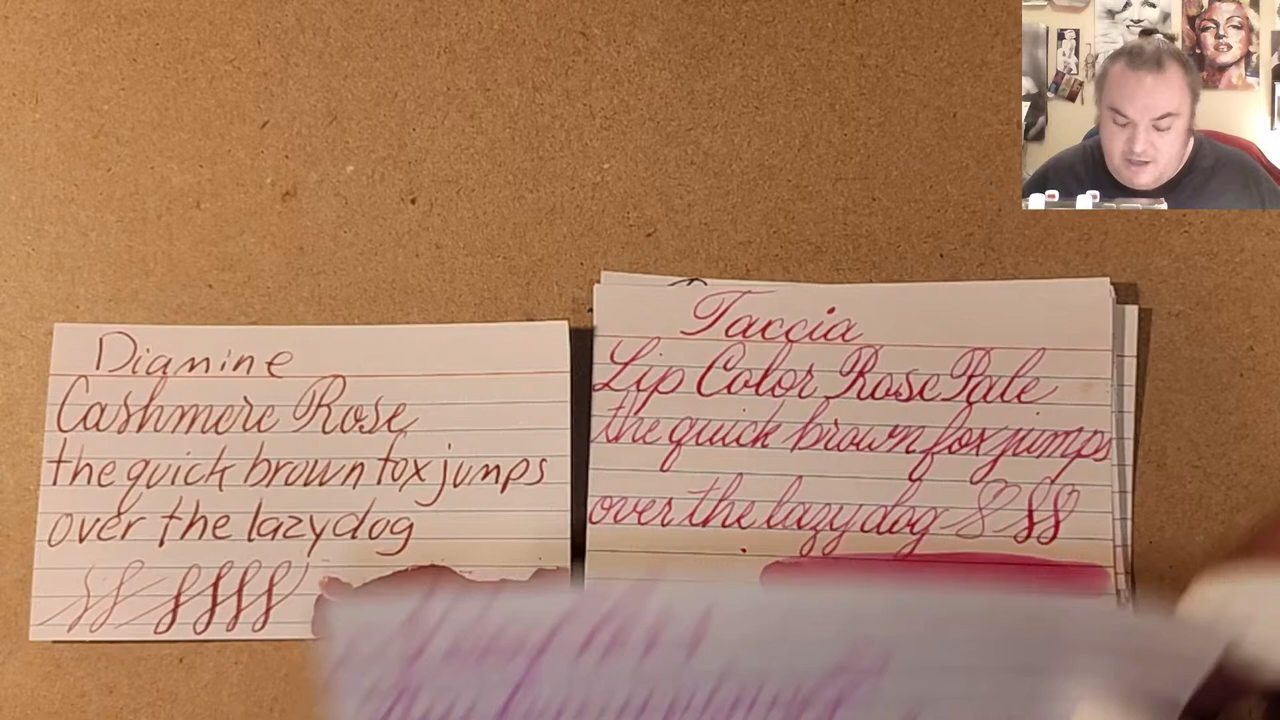 Diamine
Cashmere Rose
the quick brown fox jumps
over the lazy dog
Taccia
Lip Color Rose Pale
the quick brown fox jumps
over the lazy dog